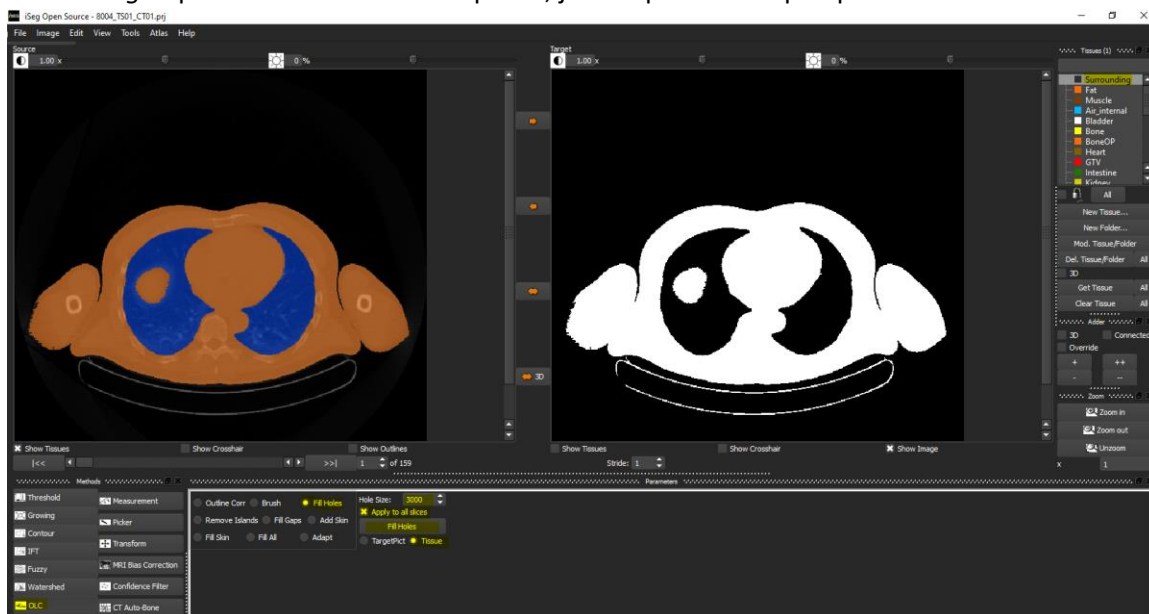 iSeg Open Source - 8004_TS01_CT01.prj
File Image Edit View Tools Atlas Help
Source
1.00 x
0 %
Target
1.00 x
0 %
Tissues (1)
Surrounding
Fat
Muscle
Air_internal
Bladder
Bone
BoneOP
Heart
GTV
Intestine
Kidney
All
New Tissue...
New Folder...
Mod. Tissue/Folder
Del. Tissue/Folder All
3D
Get Tissue All
Clear Tissue All
Adder
3D Connected
Override
+ ++
- --
Zoom
Zoom in
Zoom out
Unzoom
x 1
3D
Show Tissues Show Crosshair Show Outlines
Show Tissues Show Crosshair Show Image
|<< >>| 1 of 159 Stride: 1
Methods
Parameters
Threshold Measurement
Growing Picker
Contour Transform
IFT MRI Bias Correction
Fuzzy Confidence Filter
Watershed CT Auto-Bone
OLC
Outline Corr Brush Fill Holes
Remove Islands Fill Gaps Add Skin
Fill Skin Fill All Adapt
Hole Size: 3000
Apply to all slices
Fill Holes
TargetPict Tissue